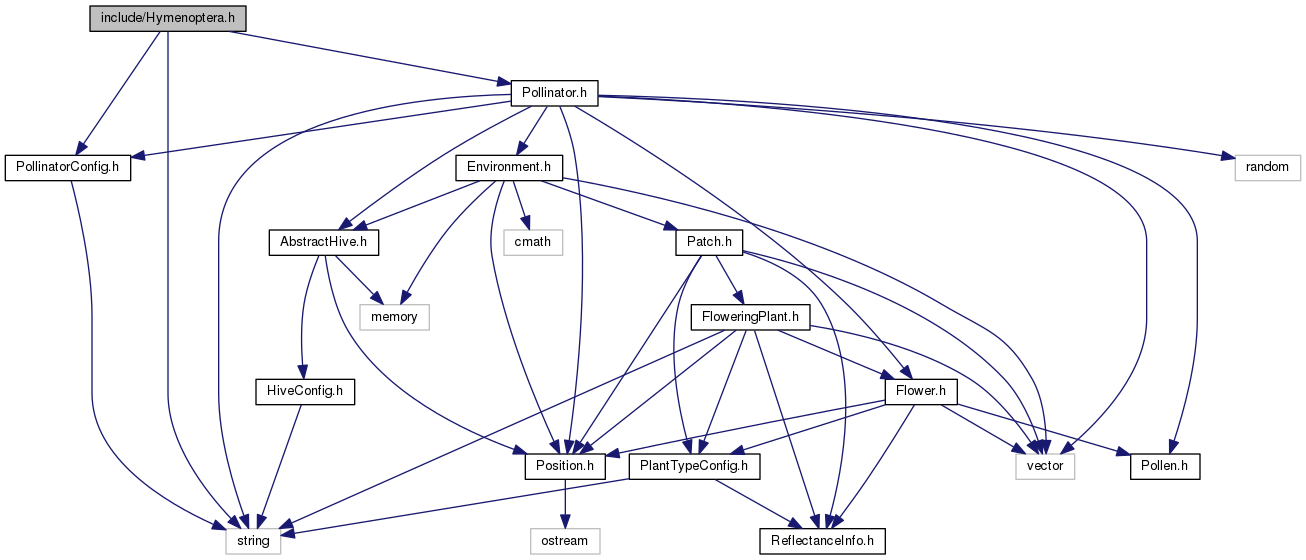 include/Hymenoptera.h
Pollinator.h
PollinatorConfig.h
Environment.h
random
AbstractHive.h
cmath
Patch.h
memory
FloweringPlant.h
HiveConfig.h
Flower.h
Position.h
PlantTypeConfig.h
vector
Pollen.h
string
ostream
ReflectanceInfo.h